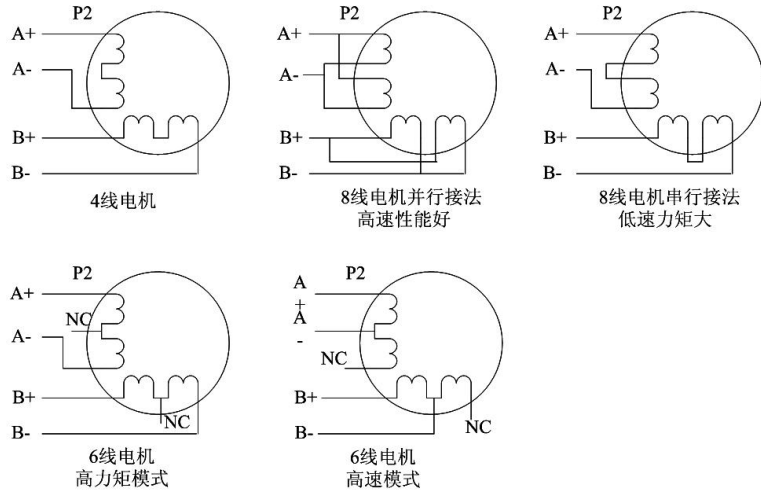 P2
A+
A-
B+
B-
4线电机
P2
A+
A-
B+
B-
8线电机并行接法
高速性能好
P2
A+
A-
B+
B-
8线电机串行接法
低速力矩大
P2
A+
NC
A-
B+
NC
B-
6线电机
高力矩模式
P2
A
+
A
-
NC
B+
NC
B-
6线电机
高速模式